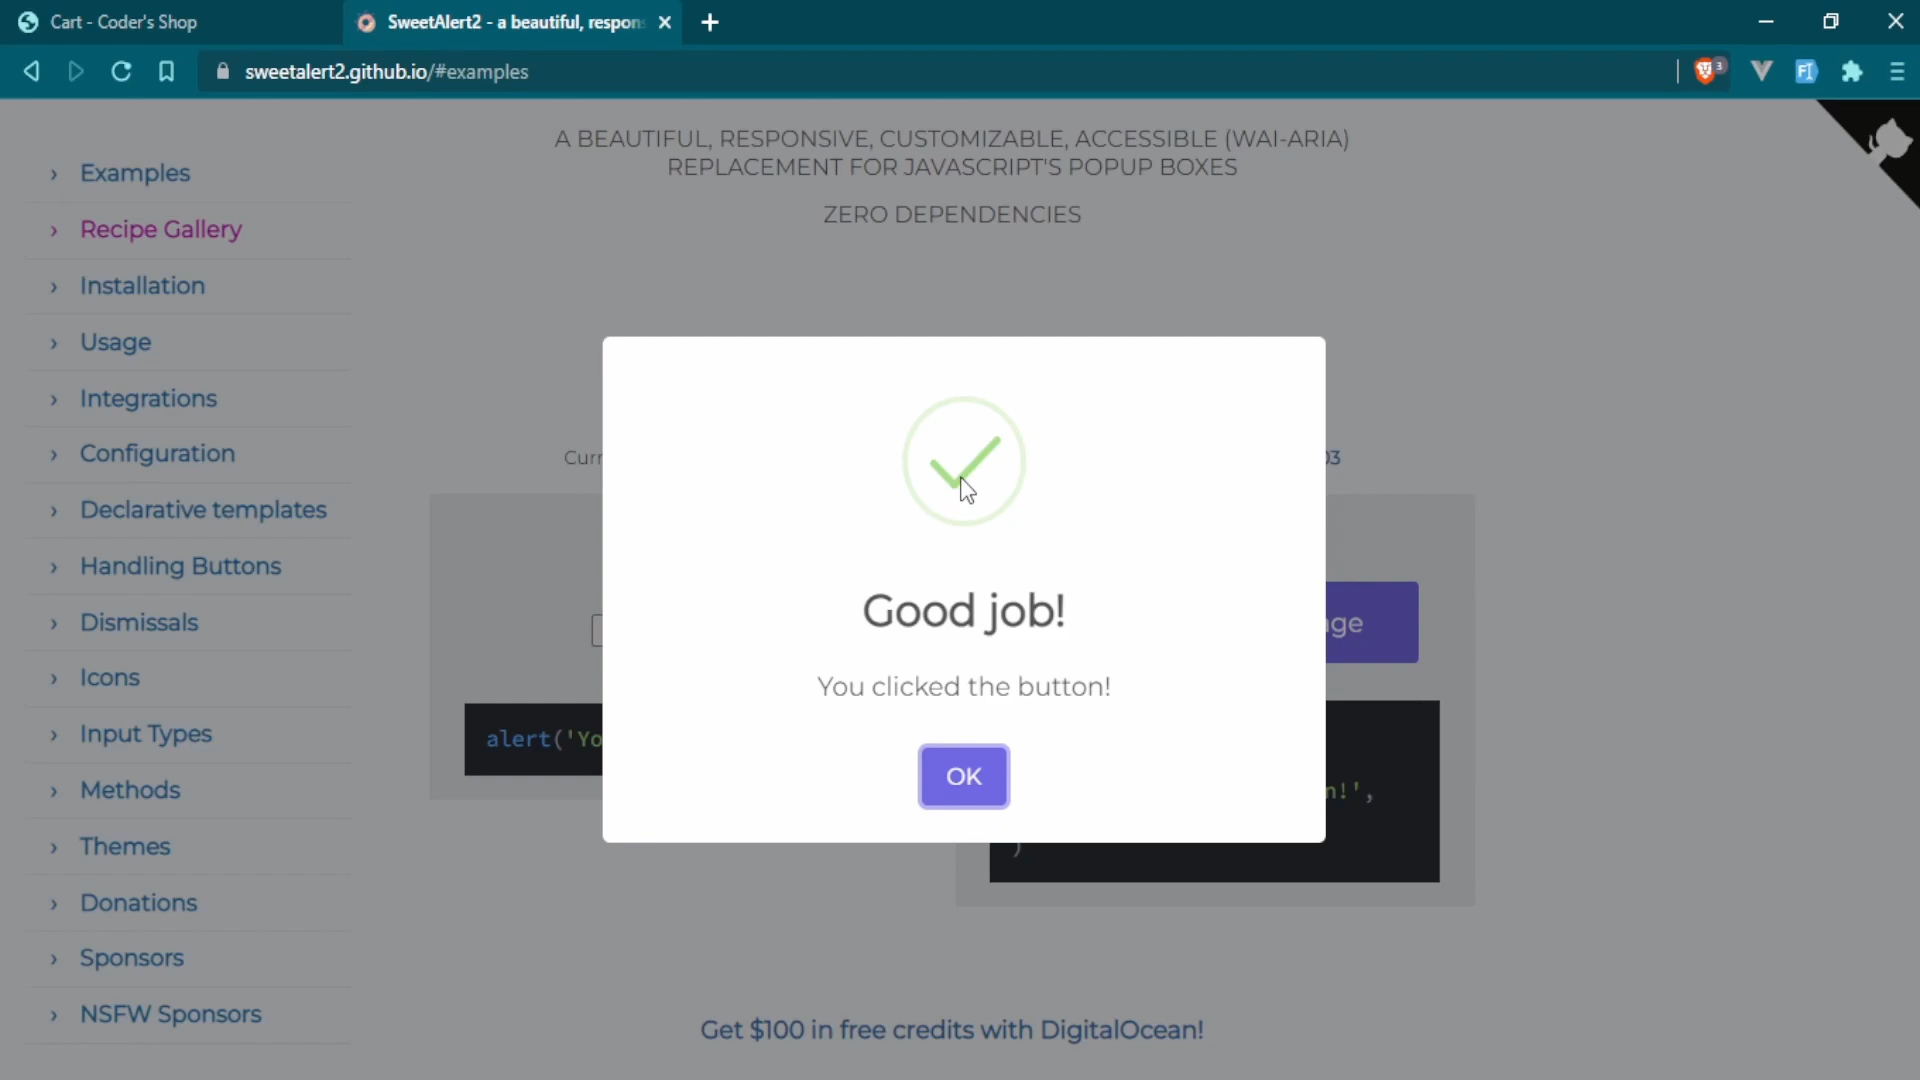 Cart - Coder's Shop
SweetAlert2 - a beautiful, respon
sweetalert2.github.io/#examples
3
Examples
Recipe Gallery
Installation
Usage
Integrations
Configuration
Declarative templates
Handling Buttons
Dismissals
Icons
Input Types
Methods
Themes
Donations
Sponsors
NSFW Sponsors
A BEAUTIFUL, RESPONSIVE, CUSTOMIZABLE, ACCESSIBLE (WAI-ARIA)
REPLACEMENT FOR JAVASCRIPT'S POPUP BOXES
ZERO DEPENDENCIES
Curr
03
Good job!
You clicked the button!
OK
age
alert('Yo
n!',
)
Get $100 in free credits with DigitalOcean!